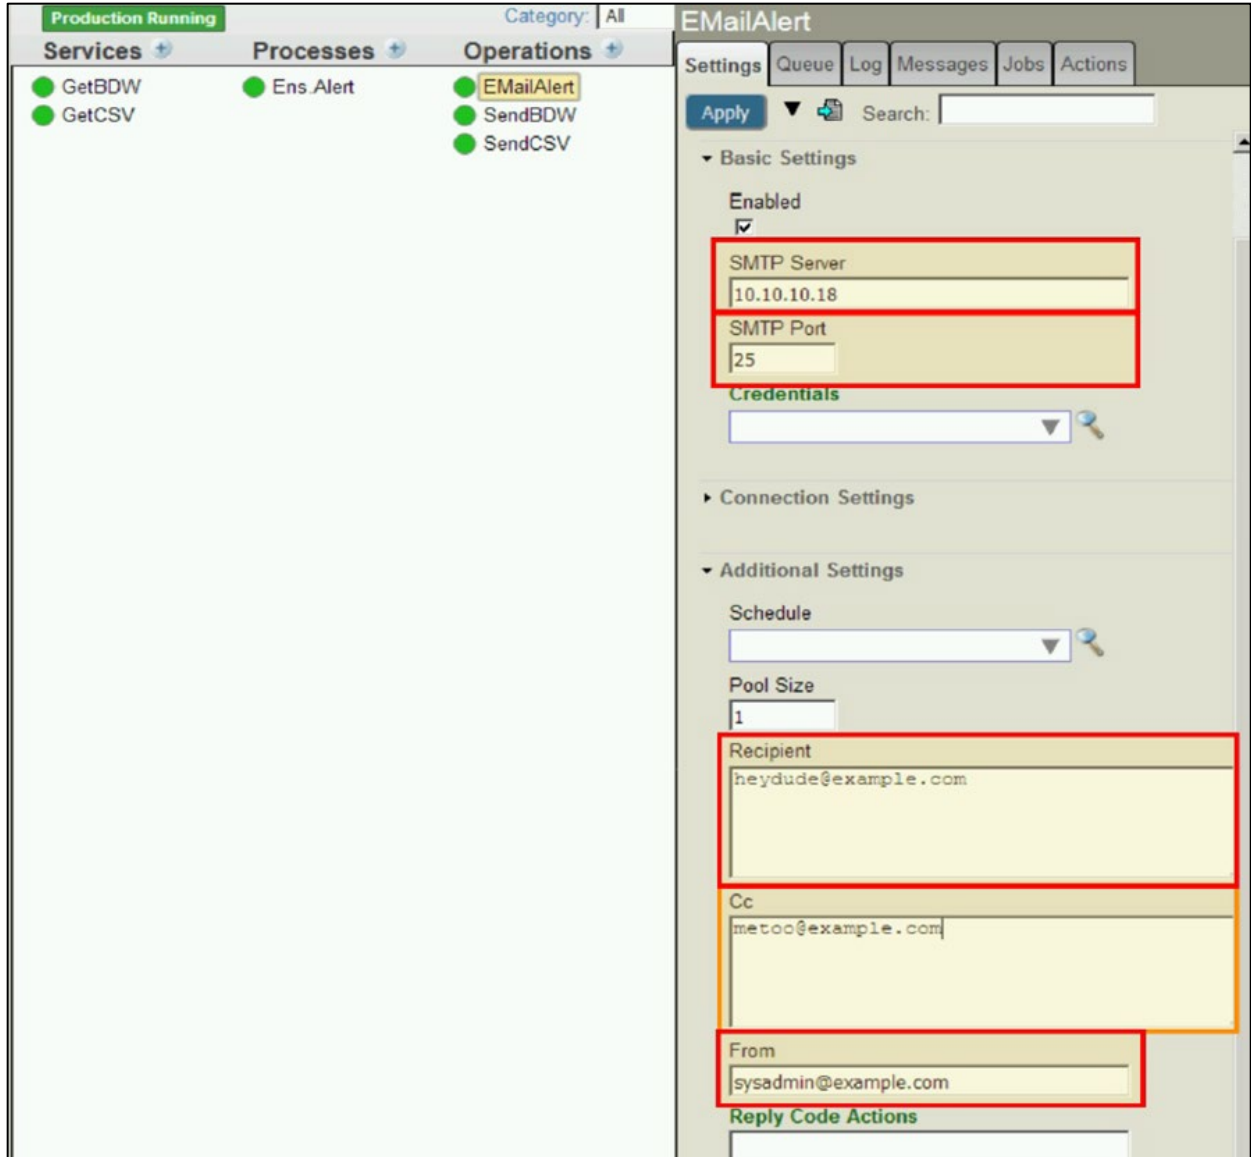 Production Running
Category: All
Services Processes Operations
GetBDW Ens.Alert EMailAlert
GetCSV SendBDW
SendCSV
EMailAlert
Settings Queue Log Messages Jobs Actions
Apply Search:
Basic Settings
Enabled
SMTP Server
10.10.10.18
SMTP Port
25
Credentials
Connection Settings
Additional Settings
Schedule
Pool Size
1
Recipient
heydude@example.com
Cc
metoo@example.com
From
sysadmin@example.com
Reply Code Actions